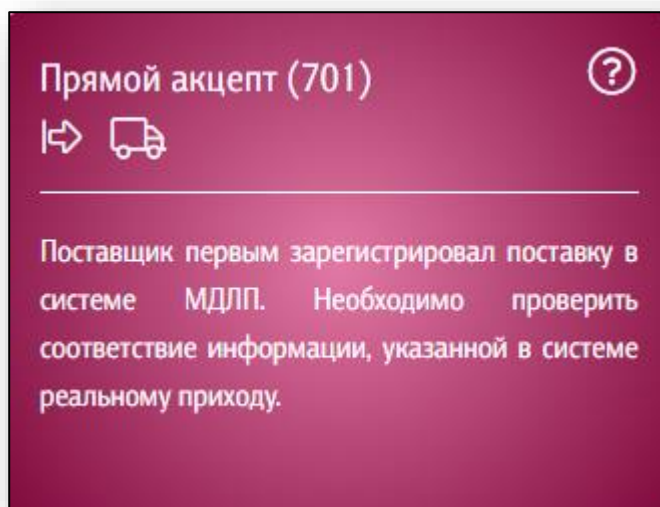 Прямой акцепт (701)
?
Поставщик первым зарегистрировал поставку в
системе МДЛП. Необходимо проверить
соответствие информации, указанной в системе
реальному приходу.